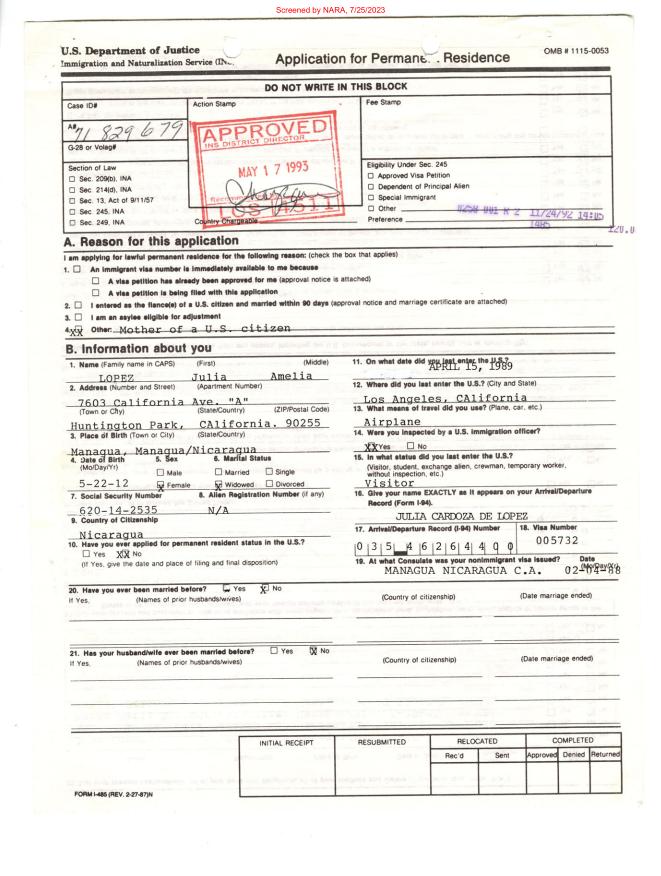 Screened by NARA, 7/25/2023
U.S. Department of Justice
Immigration and Naturalization Service
Application for Permanent Residence
OMB # 1115-0053
DO NOT WRITE IN THIS BLOCK
Case ID#
Action Stamp
Fee Stamp
A#
71 829 679
G-28 or Volag#
APPROVED
INS DISTRICT DIRECTOR
MAY 17 1993
Section of Law
☐ Sec. 209(b), INA
☐ Sec. 214(d), INA
☐ Sec. 13, Act of 9/11/57
☐ Sec. 245, INA
☐ Sec. 249, INA
Country Chargeable
Eligibility Under Sec. 245
☐ Approved Visa Petition
☐ Dependent of Principal Alien
☐ Special Immigrant
☐ Other
11/24/92 14:05
Preference
1485
120.0
A. Reason for this application
I am applying for lawful permanent residence for the following reason: (check the box that applies)
1. ☐ An immigrant visa number is immediately available to me because
☐ A visa petition has already been approved for me (approval notice is attached)
☐ A visa petition is being filed with this application
2. ☐ I entered as the fiance(e) of a U.S. citizen and married within 90 days (approval notice and marriage certificate are attached)
3. ☐ I am an asylee eligible for adjustment
4. XX Other: Mother of a U.S. citizen
B. Information about you
1. Name (Family name in CAPS) (First) (Middle)
LOPEZ Julia Amelia
2. Address (Number and Street) (Apartment Number)
7603 California Ave. "A"
(Town or City) (State/Country) (ZIP/Postal Code)
Huntington Park, CAlifornia. 90255
3. Place of Birth (Town or City) (State/Country)
Managua, Managua/Nicaragua
4. Date of Birth (Mo/Day/Yr)
5-22-12
5. Sex
☐ Male
X Female
6. Marital Status
☐ Married ☐ Single
X Widowed ☐ Divorced
7. Social Security Number
620-14-2535
8. Alien Registration Number (if any)
N/A
9. Country of Citizenship
Nicaragua
10. Have you ever applied for permanent resident status in the U.S.?
☐ Yes XX No
(If Yes, give the date and place of filing and final disposition)
11. On what date did you last enter the U.S.?
APRIL 15, 1989
12. Where did you last enter the U.S.? (City and State)
Los Angeles, CAlifornia
13. What means of travel did you use? (Plane, car, etc.)
Airplane
14. Were you inspected by a U.S. immigration officer?
XX Yes ☐ No
15. In what status did you last enter the U.S.?
(Visitor, student, exchange alien, crewman, temporary worker,
without inspection, etc.)
Visitor
16. Give your name EXACTLY as it appears on your Arrival/Departure
Record (Form I-94).
JULIA CARDOZA DE LOPEZ
17. Arrival/Departure Record (I-94) Number
0 3 5 4 6 2 6 4 4 0 0
18. Visa Number
005732
19. At what Consulate was your nonimmigrant visa issued? Date (Mo/Day/Yr)
MANAGUA NICARAGUA C.A. 02-04-88
20. Have you ever been married before? ☐ Yes X No
If Yes, (Names of prior husbands/wives) (Country of citizenship) (Date marriage ended)
21. Has your husband/wife ever been married before? ☐ Yes X No
If Yes, (Names of prior husbands/wives) (Country of citizenship) (Date marriage ended)
INITIAL RECEIPT
RESUBMITTED
RELOCATED
COMPLETED
Rec'd Sent Approved Denied Returned
FORM I-485 (REV. 2-27-87)N